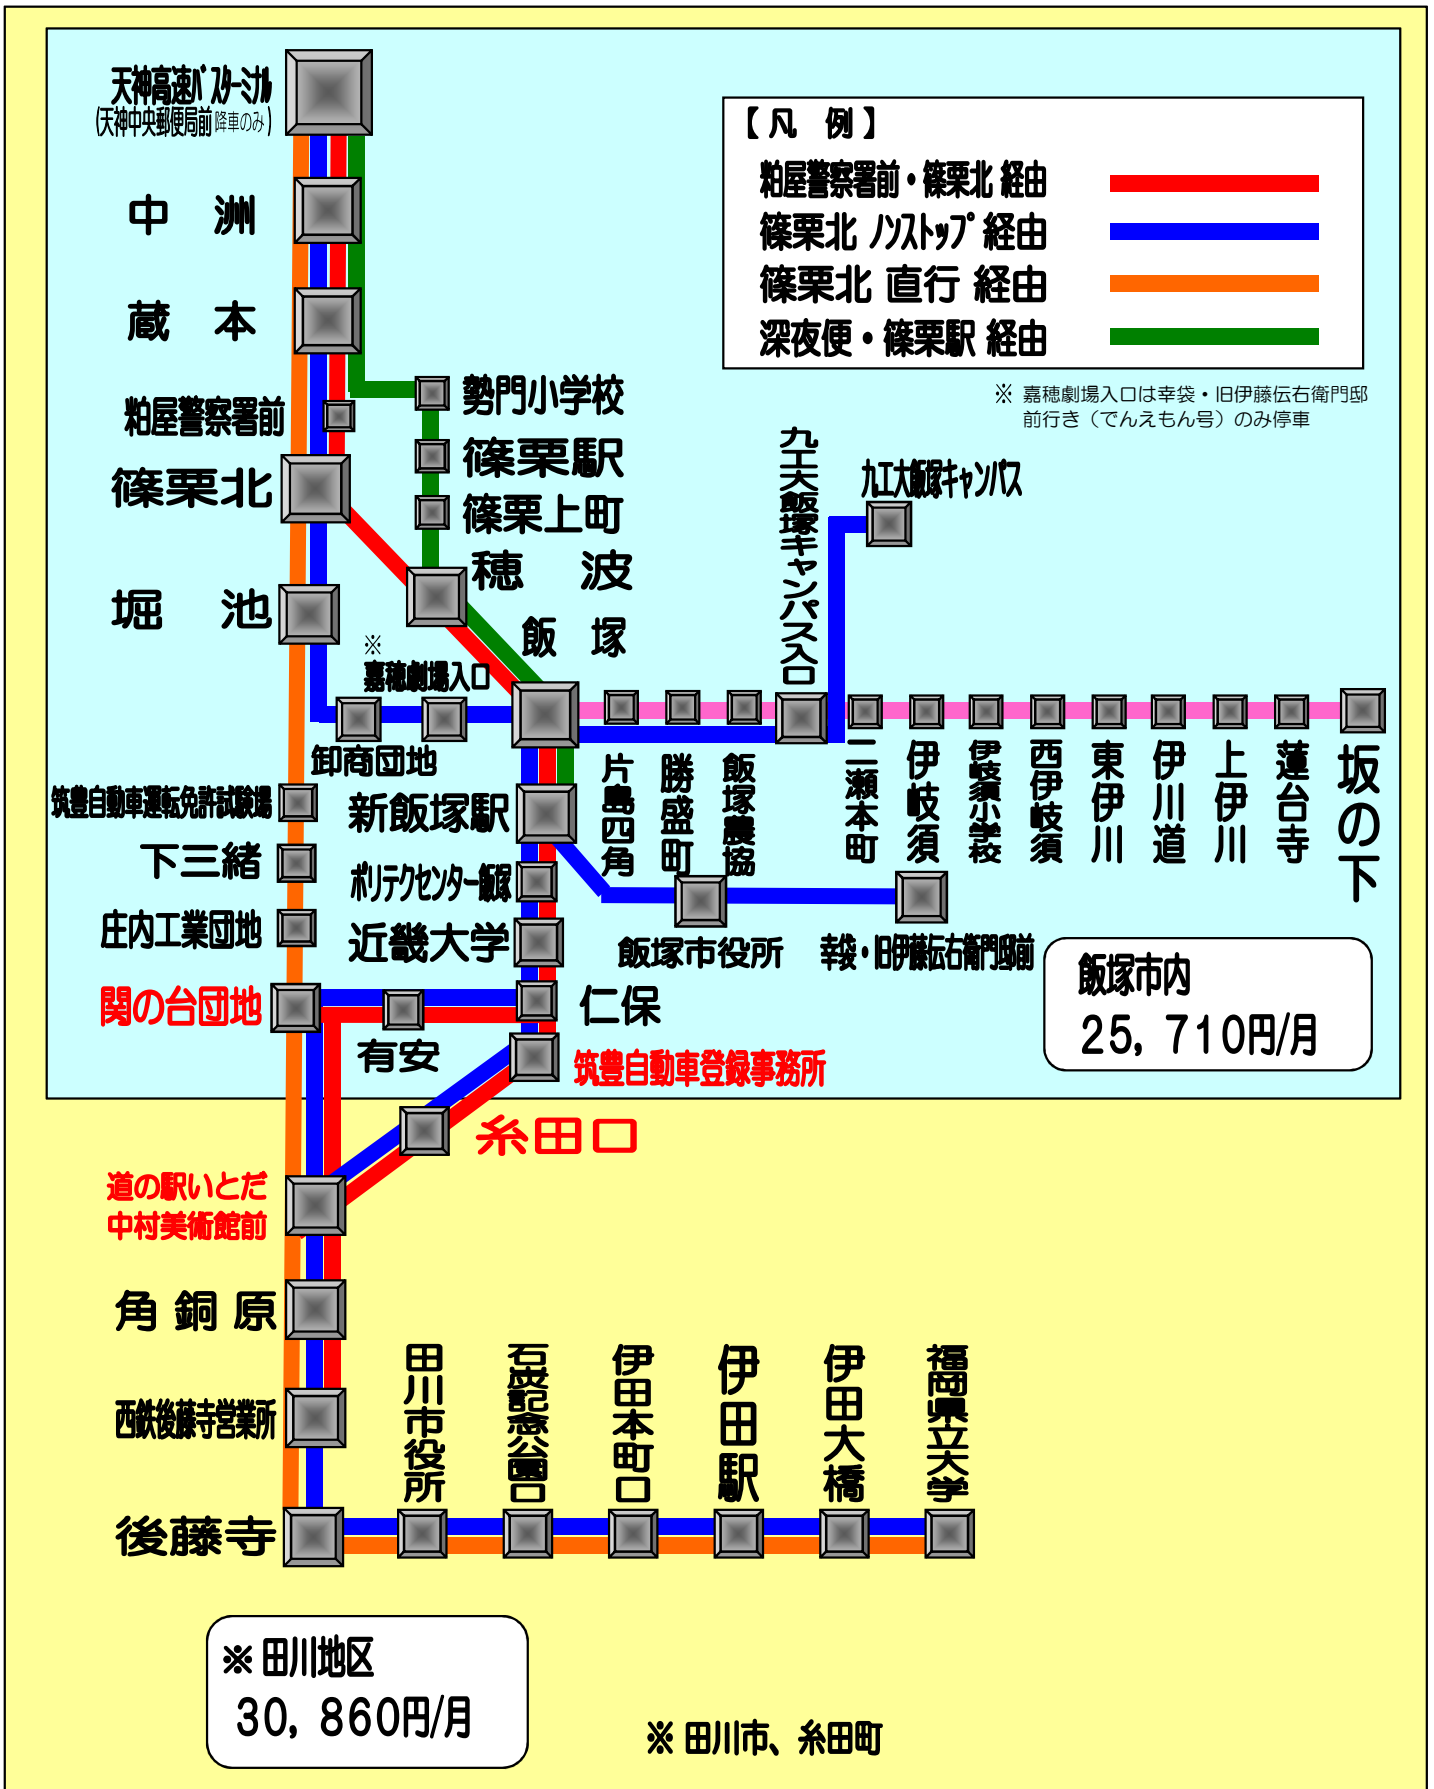 天神高速ﾊﾞｽﾀｰﾐﾅﾙ
(天神中央郵便局前 降車のみ)
中　洲
蔵　本
粕屋警察署前
篠栗北
堀　池
【 凡　例 】
粕屋警察署前・篠栗北 経由
篠栗北 ﾉﾝｽﾄｯﾌﾟ 経由
篠栗北 直行 経由
深夜便・篠栗駅 経由
※ 嘉穂劇場入口は幸袋・旧伊藤伝右衛門邸
前行き（でんえもん号）のみ停車
勢門小学校
篠栗駅
篠栗上町
穂　波
飯　塚
※
嘉穂劇場入口
卸商団地
九工大飯塚キャンパス入口
九工大飯塚キャンパス
片島四角
勝盛町
飯塚農協
二瀬本町
伊岐須
伊岐須小学校
西伊岐須
東伊川
伊川道
上伊川
蓮台寺
坂の下
筑豊自動車運転免許試験場
下三緒
庄内工業団地
関の台団地
新飯塚駅
ポリテクセンター飯塚
近畿大学
仁保
有安
筑豊自動車登録事務所
飯塚市役所
幸袋・旧伊藤伝右衛門邸前
飯塚市内
25，710円/月
糸田口
道の駅いとだ
中村美術館前
角銅原
西鉄後藤寺営業所
後藤寺
田川市役所
石炭記念公園口
伊田本町口
伊田駅
伊田大橋
福岡県立大学
※ 田川地区
30，860円/月
※ 田川市、糸田町